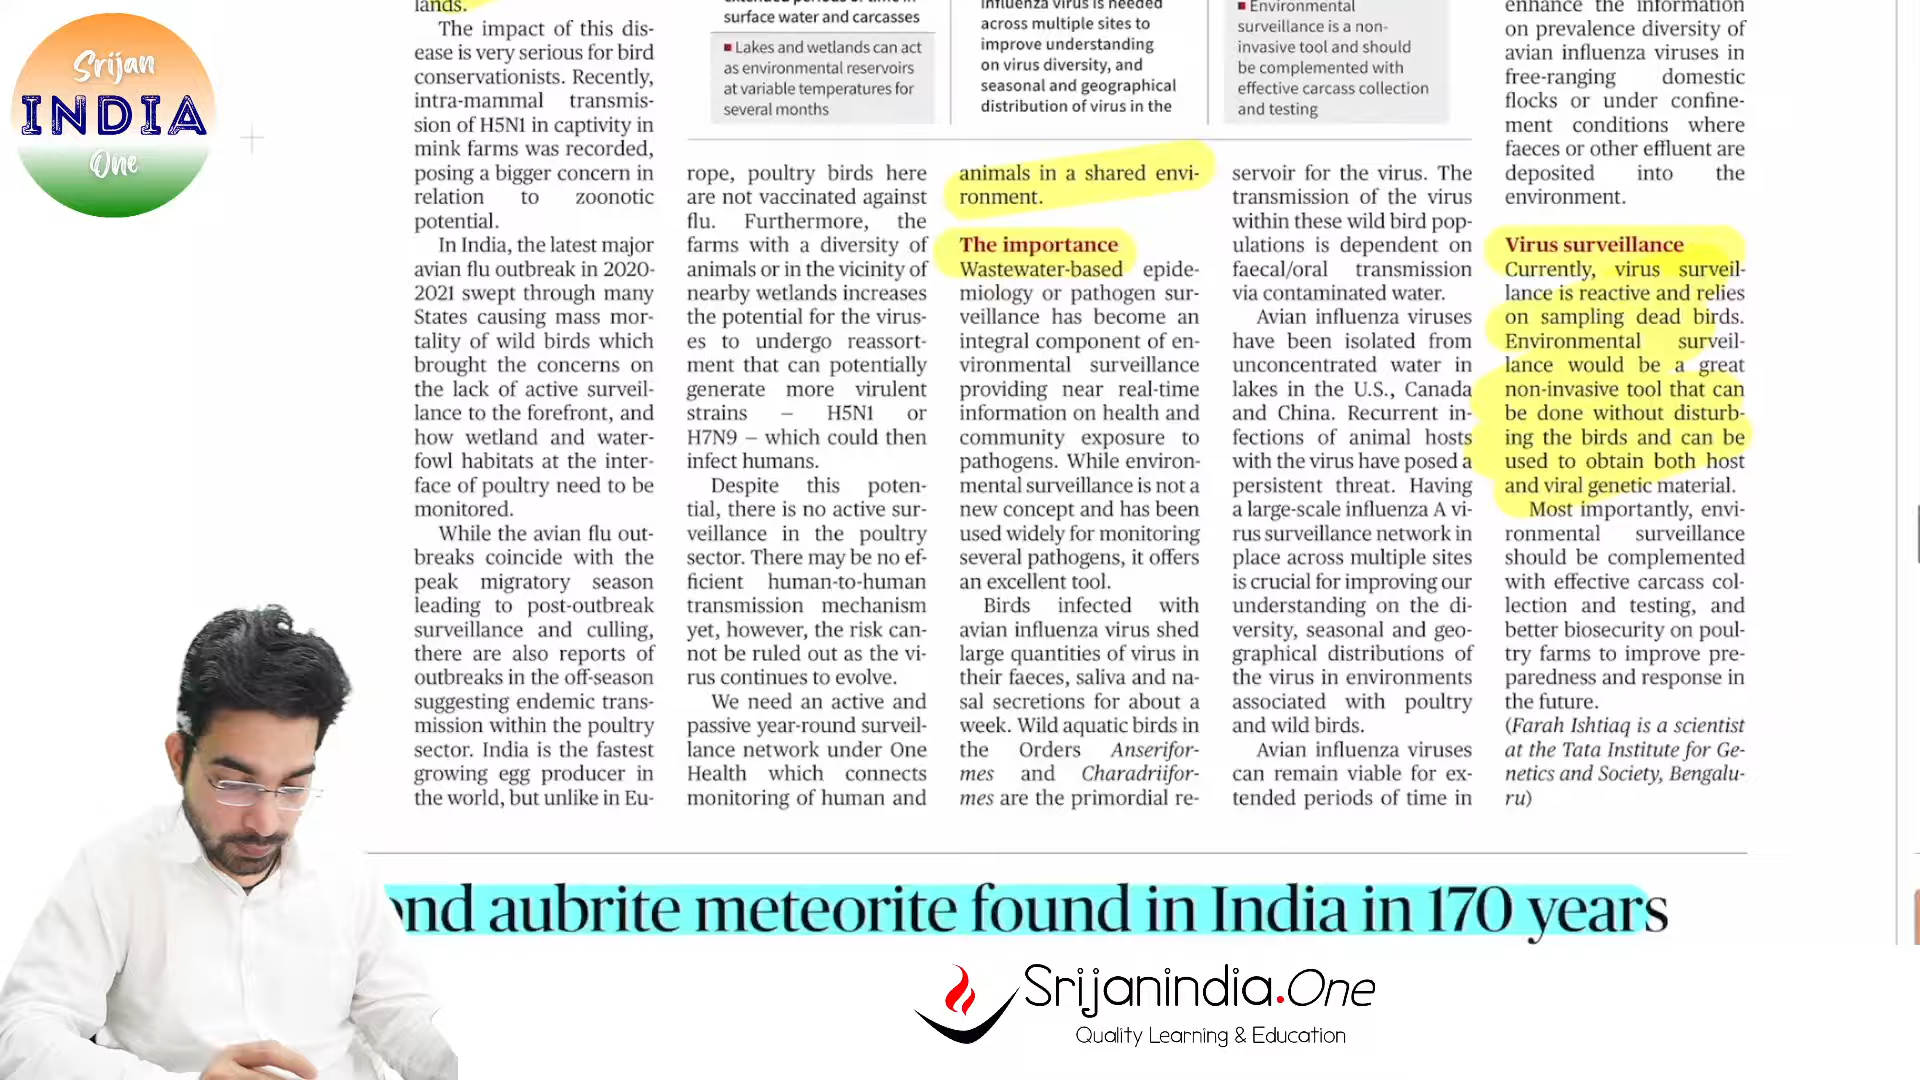 Srijan
INDIA
One
lands.
The impact of this dis-
ease is very serious for bird
conservationists. Recently,
intra-mammal transmis-
sion of H5N1 in captivity in
mink farms was recorded,
posing a bigger concern in
relation to zoonotic
potential.
In India, the latest major
avian flu outbreak in 2020-
2021 swept through many
States causing mass mor-
tality of wild birds which
brought the concerns on
the lack of active surveil-
lance to the forefront, and
how wetland and water-
fowl habitats at the inter-
face of poultry need to be
monitored.
While the avian flu out-
breaks coincide with the
peak migratory season
leading to post-outbreak
surveillance and culling,
there are also reports of
outbreaks in the off-season
suggesting endemic trans-
mission within the poultry
sector. India is the fastest
growing egg producer in
the world, but unlike in Eu-
surface water and carcasses
■ Lakes and wetlands can act
as environmental reservoirs
at variable temperatures for
several months
influenza virus is needed
across multiple sites to
improve understanding
on virus diversity, and
seasonal and geographical
distribution of virus in the
■ Environmental
surveillance is a non-
invasive tool and should
be complemented with
effective carcass collection
and testing
rope, poultry birds here
are not vaccinated against
flu. Furthermore, the
farms with a diversity of
animals or in the vicinity of
nearby wetlands increases
the potential for the virus-
es to undergo reassort-
ment that can potentially
generate more virulent
strains – H5N1 or
H7N9 – which could then
infect humans.
Despite this poten-
tial, there is no active sur-
veillance in the poultry
sector. There may be no ef-
ficient human-to-human
transmission mechanism
yet, however, the risk can-
not be ruled out as the vi-
rus continues to evolve.
We need an active and
passive year-round surveil-
lance network under One
Health which connects
monitoring of human and
animals in a shared envi-
ronment.
The importance
Wastewater-based epide-
miology or pathogen sur-
veillance has become an
integral component of en-
vironmental surveillance
providing near real-time
information on health and
community exposure to
pathogens. While environ-
mental surveillance is not a
new concept and has been
used widely for monitoring
several pathogens, it offers
an excellent tool.
Birds infected with
avian influenza virus shed
large quantities of virus in
their faeces, saliva and na-
sal secretions for about a
week. Wild aquatic birds in
the Orders Anserifor-
mes and Charadriifor-
mes are the primordial re-
servoir for the virus. The
transmission of the virus
within these wild bird pop-
ulations is dependent on
faecal/oral transmission
via contaminated water.
Avian influenza viruses
have been isolated from
unconcentrated water in
lakes in the U.S., Canada
and China. Recurrent in-
fections of animal hosts
with the virus have posed a
persistent threat. Having
a large-scale influenza A vi-
rus surveillance network in
place across multiple sites
is crucial for improving our
understanding on the di-
versity, seasonal and geo-
graphical distributions of
the virus in environments
associated with poultry
and wild birds.
Avian influenza viruses
can remain viable for ex-
tended periods of time in
enhance the information
on prevalence diversity of
avian influenza viruses in
free-ranging domestic
flocks or under confine-
ment conditions where
faeces or other effluent are
deposited into the
environment.
Virus surveillance
Currently, virus surveil-
lance is reactive and relies
on sampling dead birds.
Environmental surveil-
lance would be a great
non-invasive tool that can
be done without disturb-
ing the birds and can be
used to obtain both host
and viral genetic material.
Most importantly, envi-
ronmental surveillance
should be complemented
with effective carcass col-
lection and testing, and
better biosecurity on poul-
try farms to improve pre-
paredness and response in
the future.
(Farah Ishtiaq is a scientist
at the Tata Institute for Ge-
netics and Society, Bengalu-
ru)
ond aubrite meteorite found in India in 170 years
Srijanindia.One
Quality Learning & Education